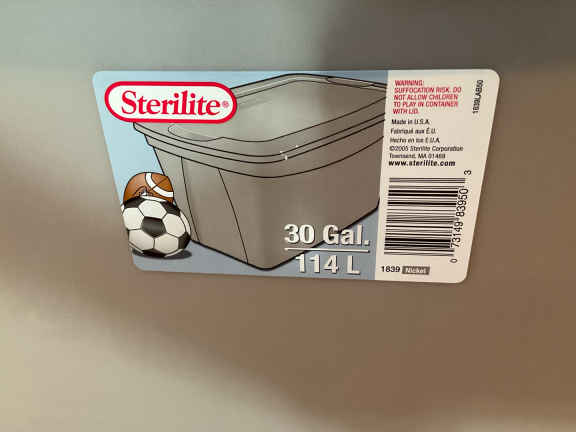 Sterilite®
30 Gal.
114 L
WARNING:
SUFFOCATION RISK. DO
NOT ALLOW CHILDREN
TO PLAY IN CONTAINER
WITH LID.
Made in U.S.A.
Fabriqué aux É.U.
Hecho en los E.U.A.
©2005 Sterilite Corporation
Townsend, MA 01469
www.sterilite.com
1839LAB60
0 73149 83950 3
1839 Nickel